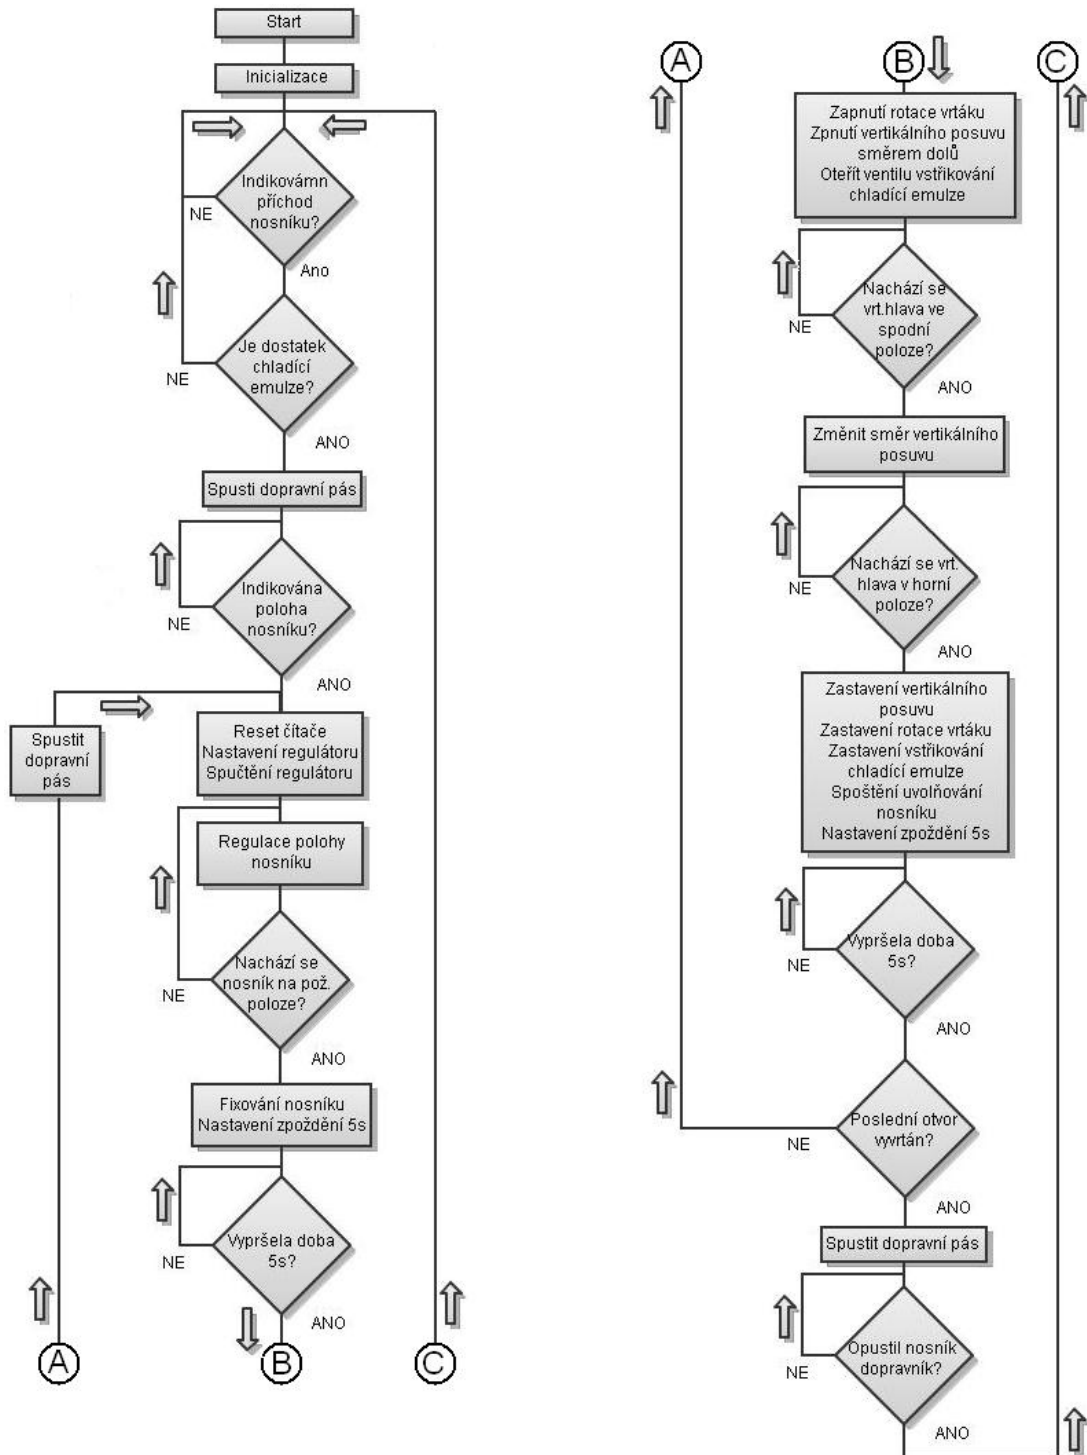 Start
Inicializace
Indikovámn
příchod
nosníku?
NE
Ano
Je dostatek
chladící
emulze?
NE
ANO
Spusti dopravní pás
Indikována
poloha
nosníku?
NE
ANO
Spustit
dopravní
pás
Reset čítače
Nastavení regulátoru
Spučtění regulátoru
Regulace polohy
nosníku
Nachází se
nosník na pož.
poloze?
NE
ANO
Fixování nosníku
Nastavení zpoždění 5s
Vypršela doba
5s?
NE
ANO
A
B
C
A
B
C
Zapnutí rotace vrtáku
Zpnutí vertikálního posuvu
směrem dolů
Oteřít ventilu vstřikování
chladící emulze
Nachází se
vrt.hlava ve
spodní
poloze?
NE
ANO
Změnit směr vertikálního
posuvu
Nachází se vrt.
hlava v horní
poloze?
NE
ANO
Zastavení vertikálního
posuvu
Zastavení rotace vrtáku
Zastavení vstřikování
chladící emulze
Spoštění uvolňování
nosníku
Nastavení zpoždění 5s
Vypršela doba
5s?
NE
ANO
Poslední otvor
vyvrtán?
NE
ANO
Spustit dopravní pás
Opustil nosník
dopravník?
NE
ANO